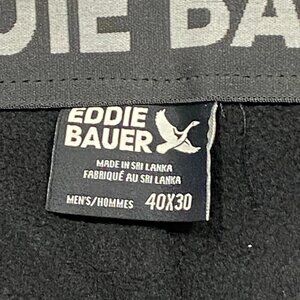 DIE BA
EDDIE
BAUER
MADE IN SRI LANKA
FABRIQUÉ AU SRI LANKA
MEN'S/HOMMES 40X30